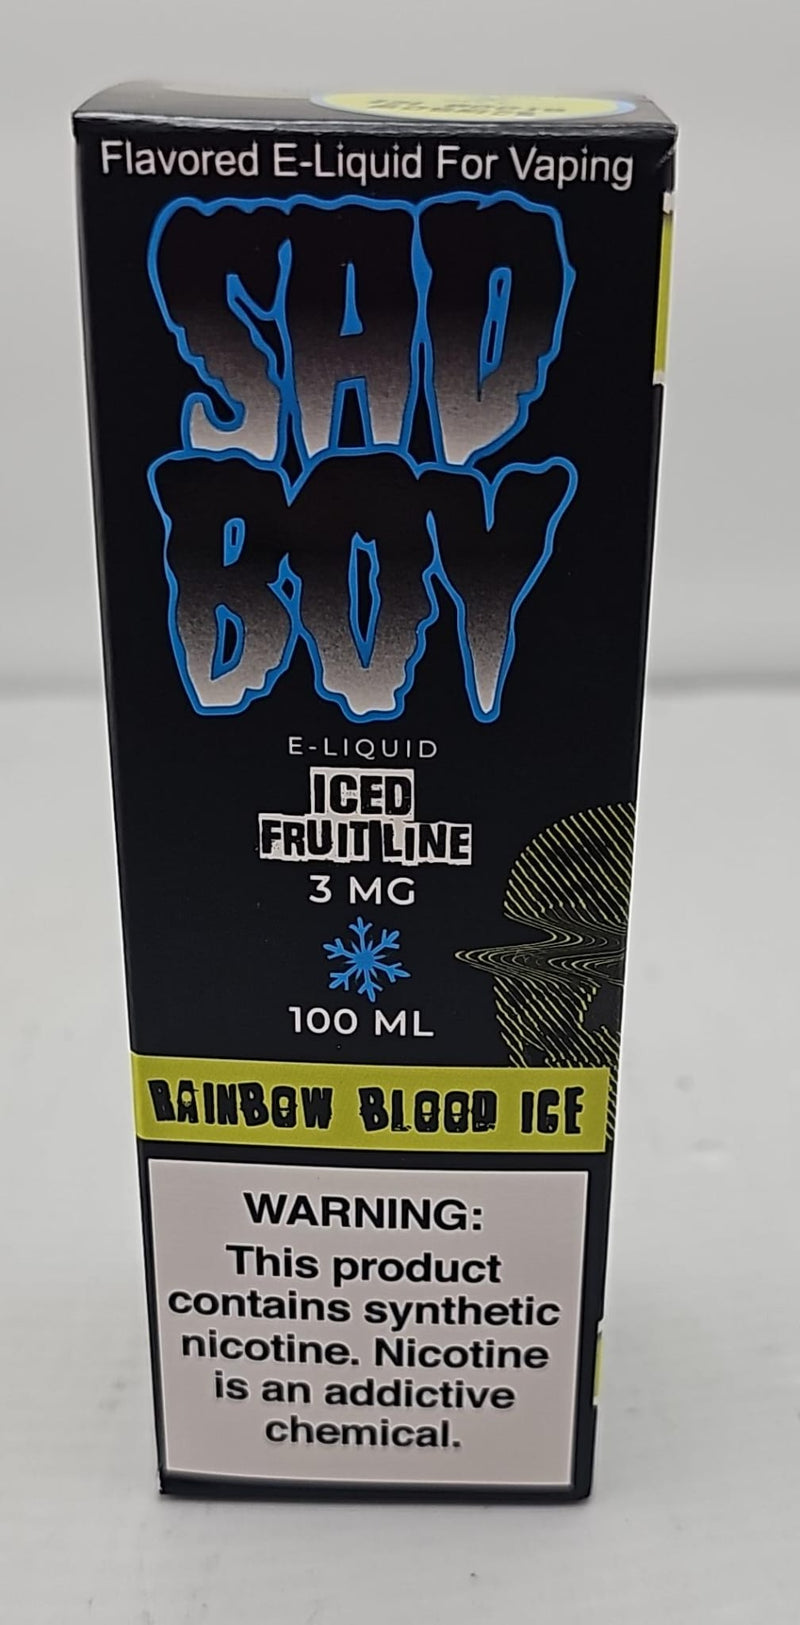 Flavored E-Liquid For Vaping
SAD
BOY
E-LIQUID
ICED
FRUIT LINE
3 MG
100 ML
RAINBOW BLOOD ICE
WARNING:
This product
contains synthetic
nicotine. Nicotine
is an addictive
chemical.